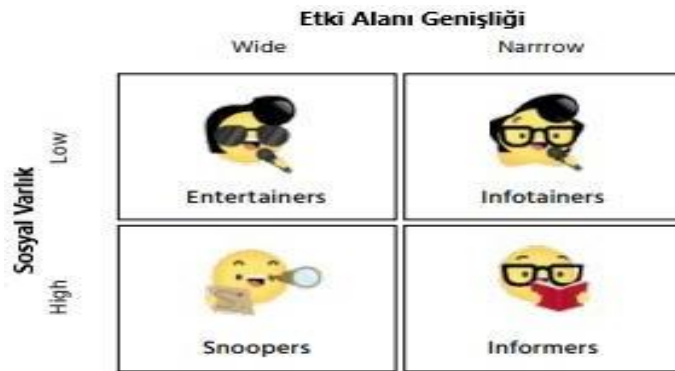 Etki Alanı Genişliği
Wide Narrrow
Sosyal Varlık
Low
Entertainers Infotainers
High
Snoopers Informers